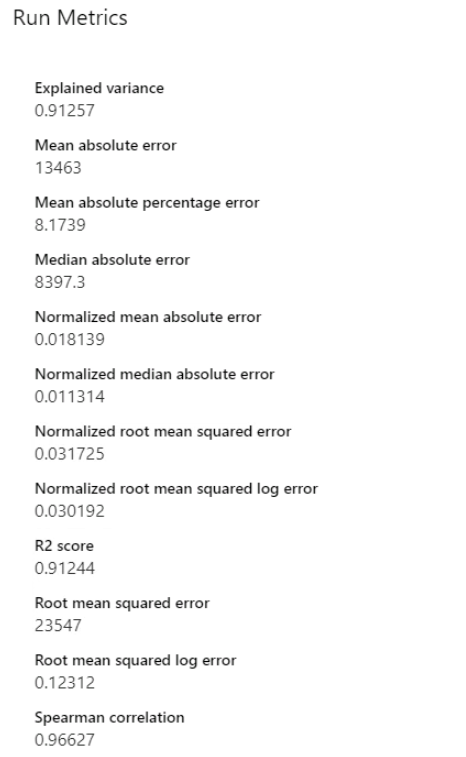 Run Metrics
Explained variance
0.91257
Mean absolute error
13463
Mean absolute percentage error
8.1739
Median absolute error
8397.3
Normalized mean absolute error
0.018139
Normalized median absolute error
0.011314
Normalized root mean squared error
0.031725
Normalized root mean squared log error
0.030192
R2 score
0.91244
Root mean squared error
23547
Root mean squared log error
0.12312
Spearman correlation
0.96627